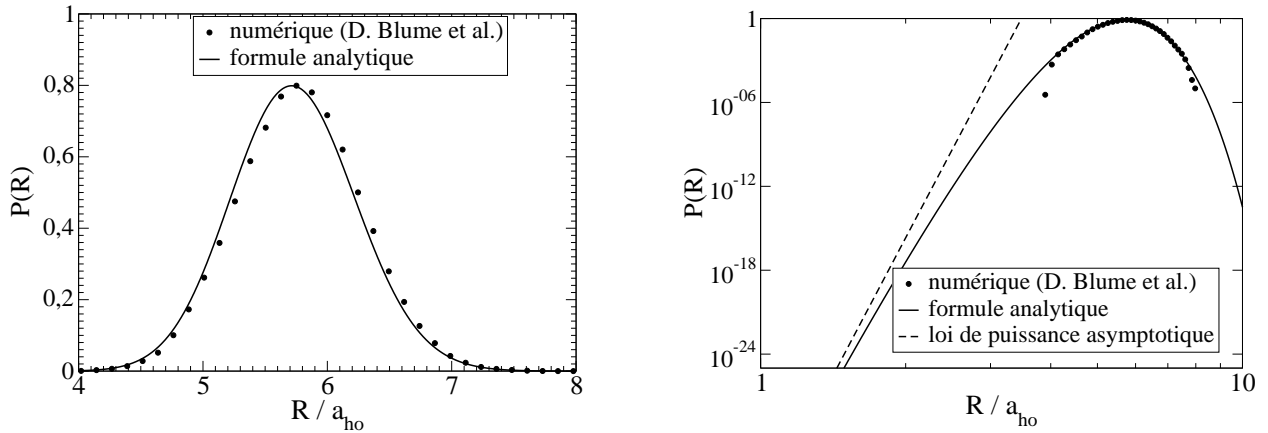 numérique (D. Blume et al.)
formule analytique
P(R)
1
0,8
0,6
0,4
0,2
0
4
5
6
7
8
R / a_ho
P(R)
1
10^-06
10^-12
10^-18
10^-24
numérique (D. Blume et al.)
formule analytique
loi de puissance asymptotique
1
10
R / a_ho